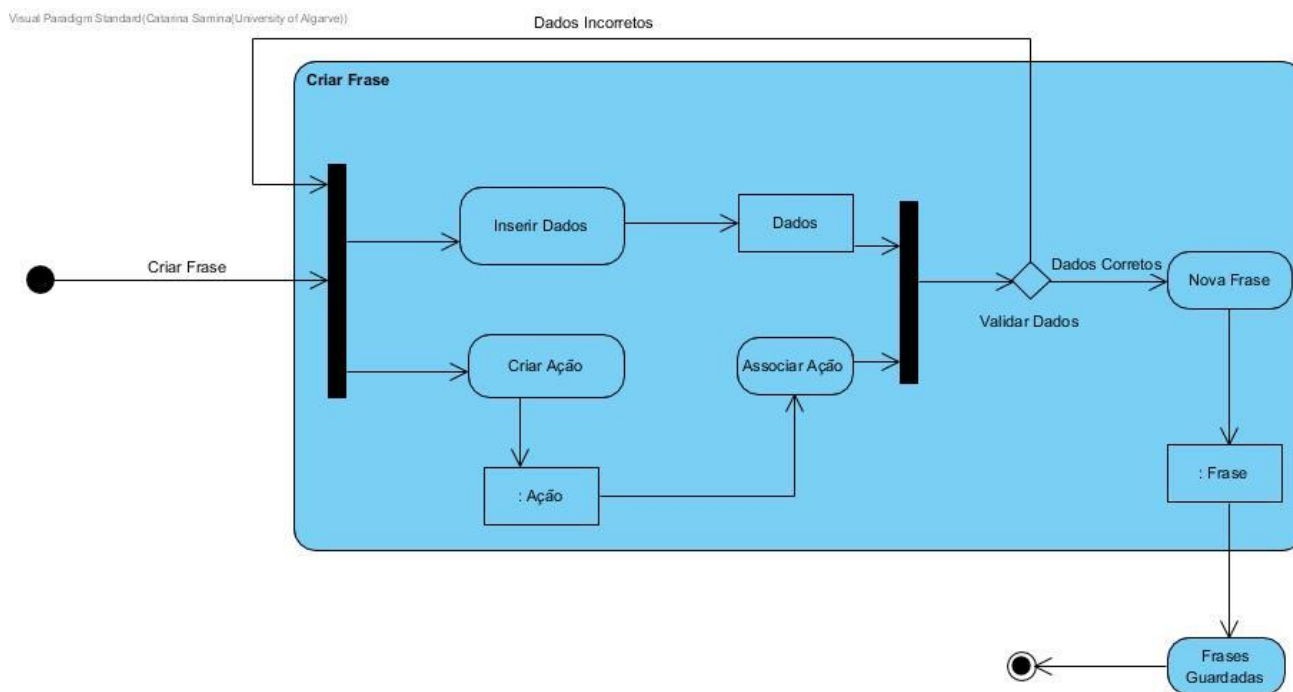 Visual Paradigm Standard(Catarina Samina(University of Algarve))
Dados Incorretos
Criar Frase
Criar Frase
Inserir Dados
Dados
Dados Corretos
Nova Frase
Validar Dados
Criar Ação
Associar Ação
: Ação
: Frase
Frases
Guardadas